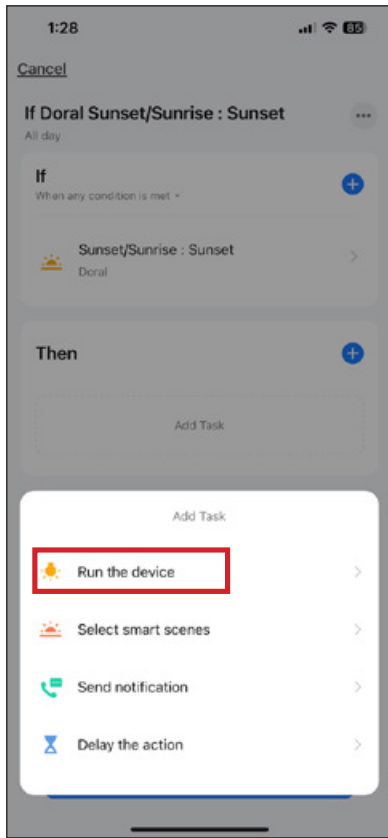 1:28
85
Cancel
If Doral Sunset/Sunrise : Sunset
All day
If
When any condition is met
Sunset/Sunrise : Sunset
Doral
Then
Add Task
Add Task
Run the device
Select smart scenes
Send notification
Delay the action